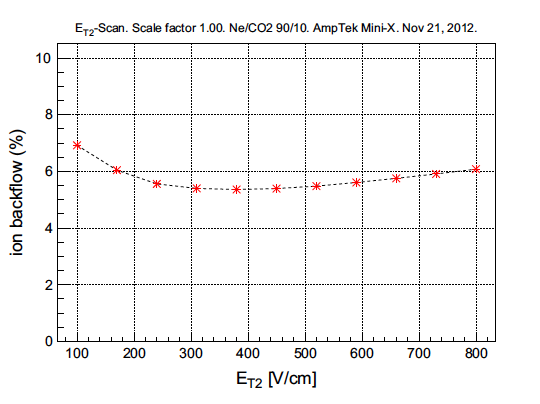 E_T2-Scan. Scale factor 1.00. Ne/CO2 90/10. AmpTek Mini-X. Nov 21, 2012.
ion backflow (%)
10
8
6
4
2
0
100 200 300 400 500 600 700 800
E_T2 [V/cm]